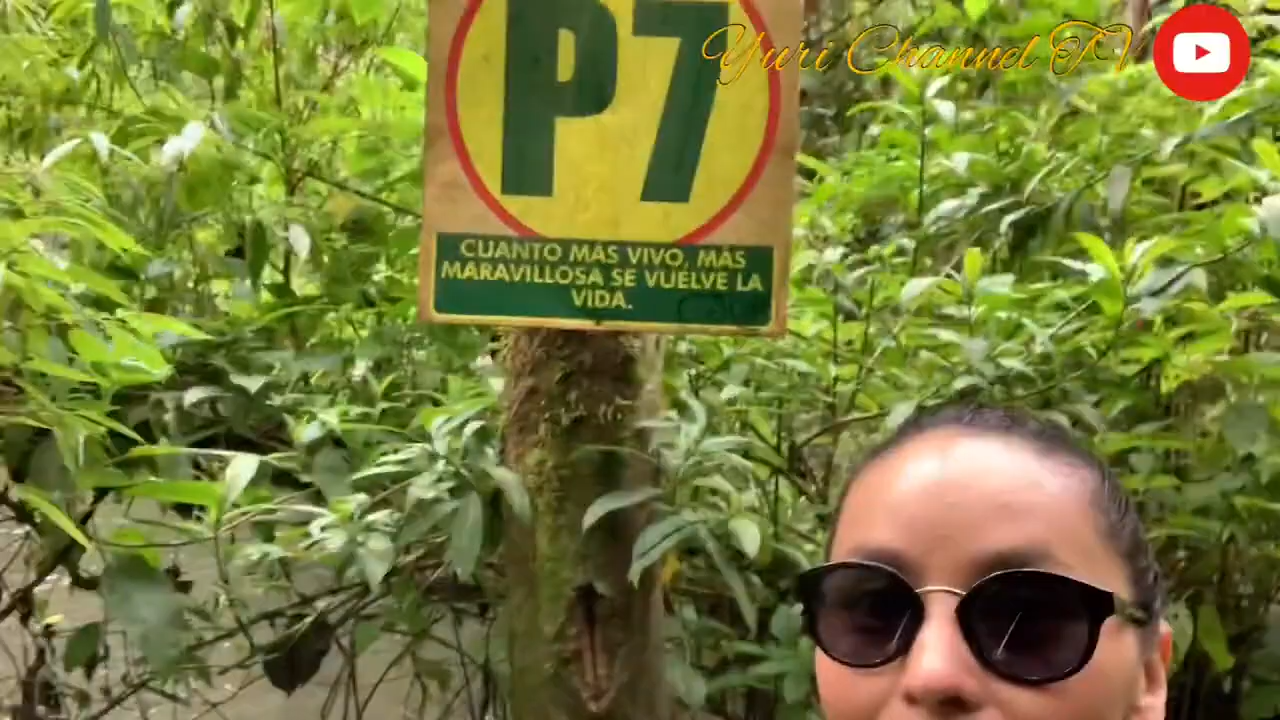 P7
Yuri Channel TV
CUANTO MÁS VIVO, MÁS
MARAVILLOSA SE VUELVE LA
VIDA.